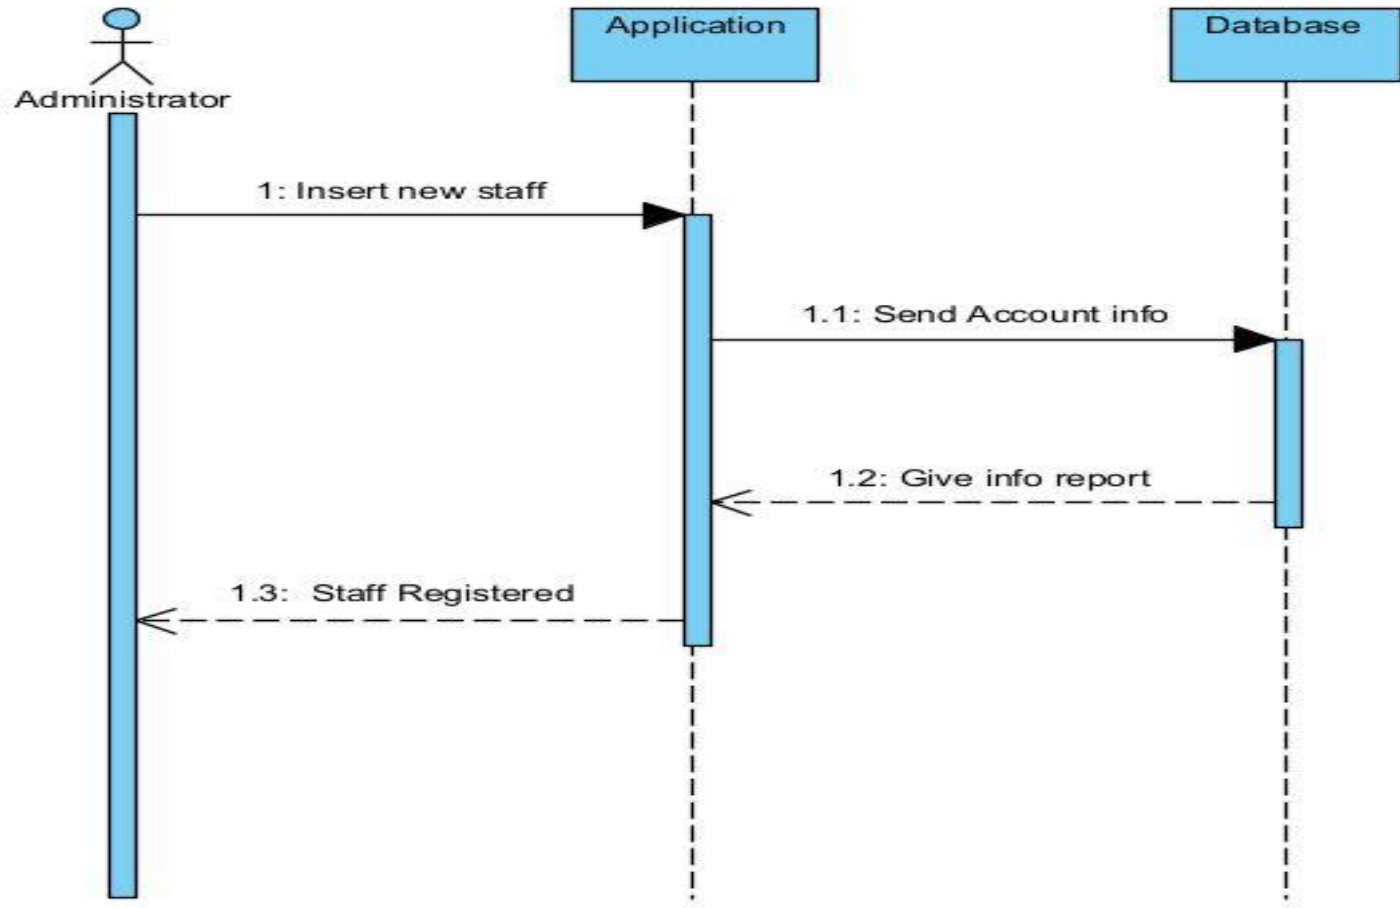 Application
Database
Administrator
1: Insert new staff
1.1: Send Account info
1.2: Give info report
1.3: Staff Registered